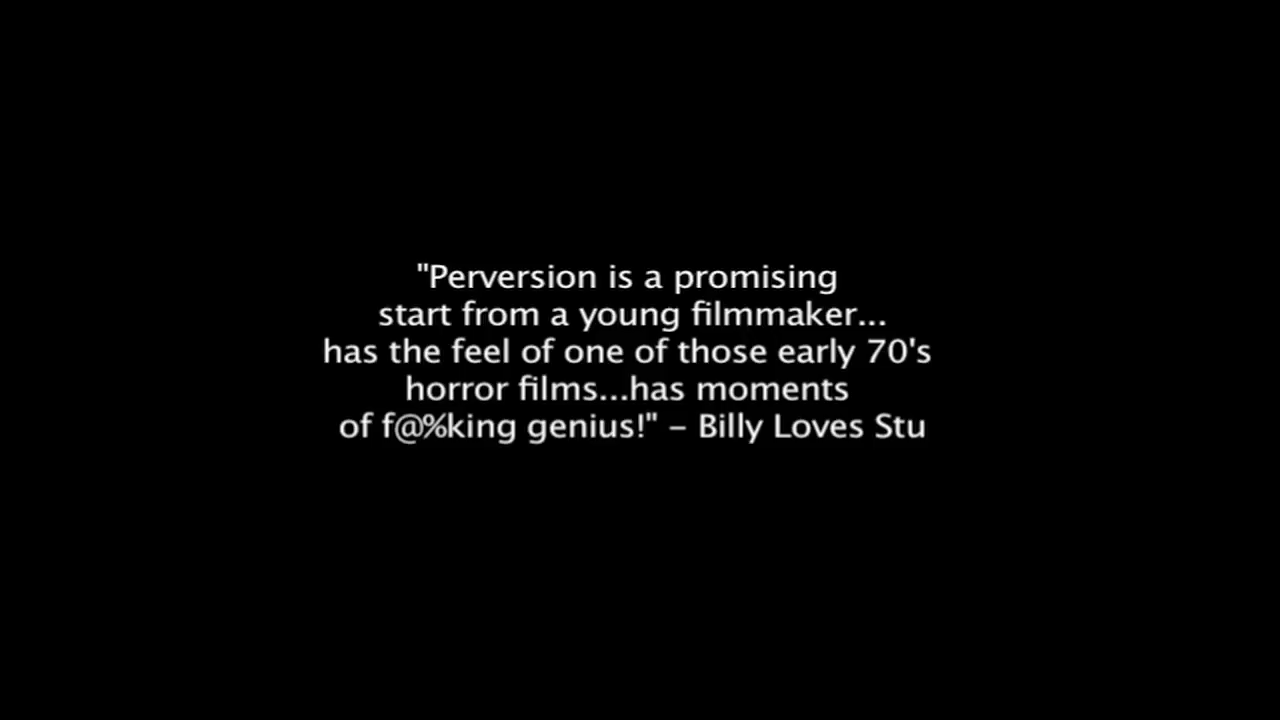 "Perversion is a promising
start from a young filmmaker...
has the feel of one of those early 70's
horror films...has moments
of f@%king genius!" – Billy Loves Stu